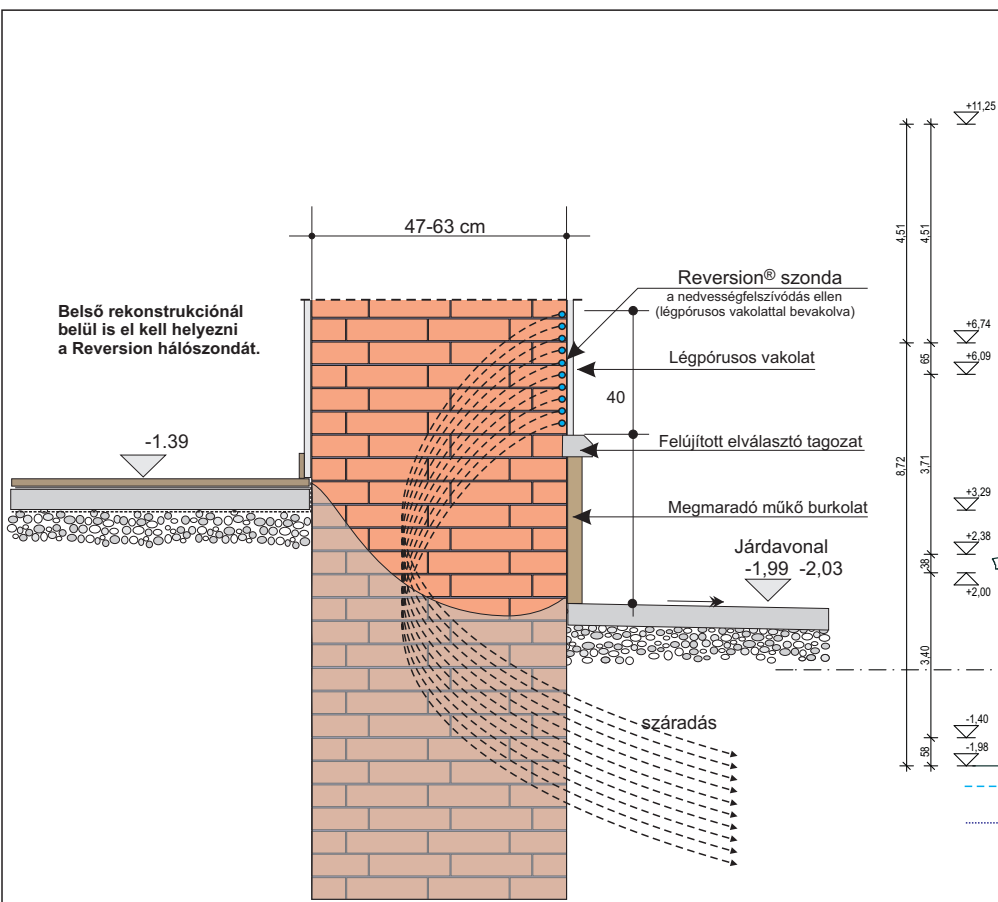 47-63 cm
Belső rekonstrukciónál
belül is el kell helyezni
a Reversion hálószondát.
Reversion® szonda
a nedvességfelszívódás ellen
(légpórusos vakolattal bevakolva)
Légpórusos vakolat
40
Felújított elválasztó tagozat
-1.39
Megmaradó műkő burkolat
Járdavonal
-1,99 -2,03
száradás
+11,25
4,51
4,51
+6,74
65
+6,09
8,72
3,71
+3,29
+2,38
38
+2,00
3,40
-1,40
58
-1,98